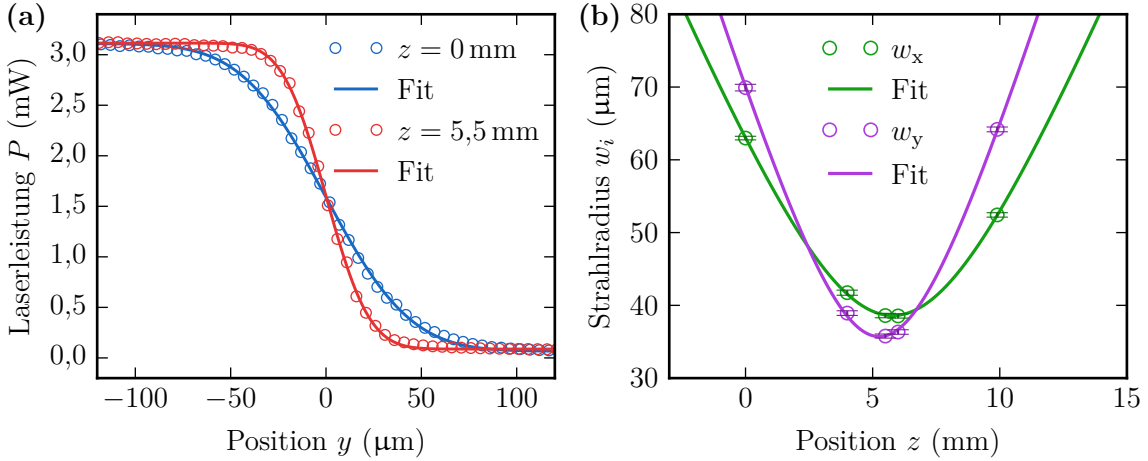 (a)
Laserleistung P (mW)
3,0
2,5
2,0
1,5
1,0
0,5
0,0
z = 0 mm
Fit
z = 5,5 mm
Fit
−100 −50 0 50 100
Position y (μm)
(b)
Strahlradius wᵢ (μm)
80
70
60
50
40
30
wₓ
Fit
w_y
Fit
0 5 10 15
Position z (mm)